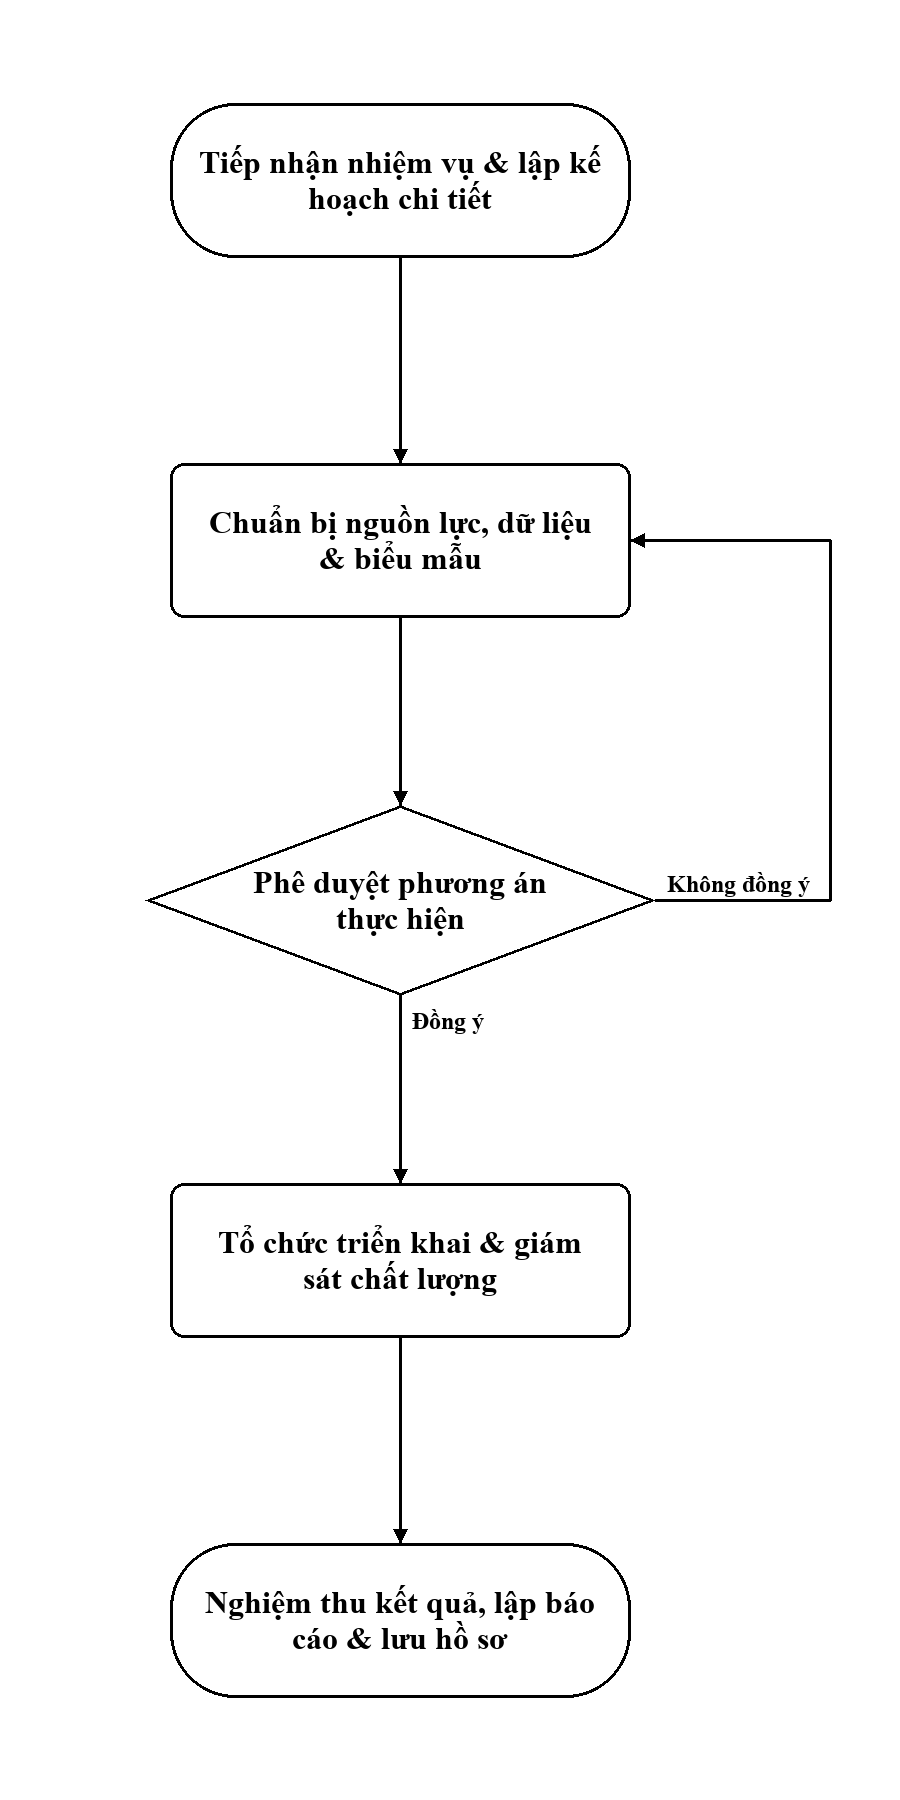 Tiếp nhận nhiệm vụ & lập kế
hoạch chi tiết
Chuẩn bị nguồn lực, dữ liệu
& biểu mẫu
Phê duyệt phương án
thực hiện
Không đồng ý
Đồng ý
Tổ chức triển khai & giám
sát chất lượng
Nghiệm thu kết quả, lập báo
cáo & lưu hồ sơ